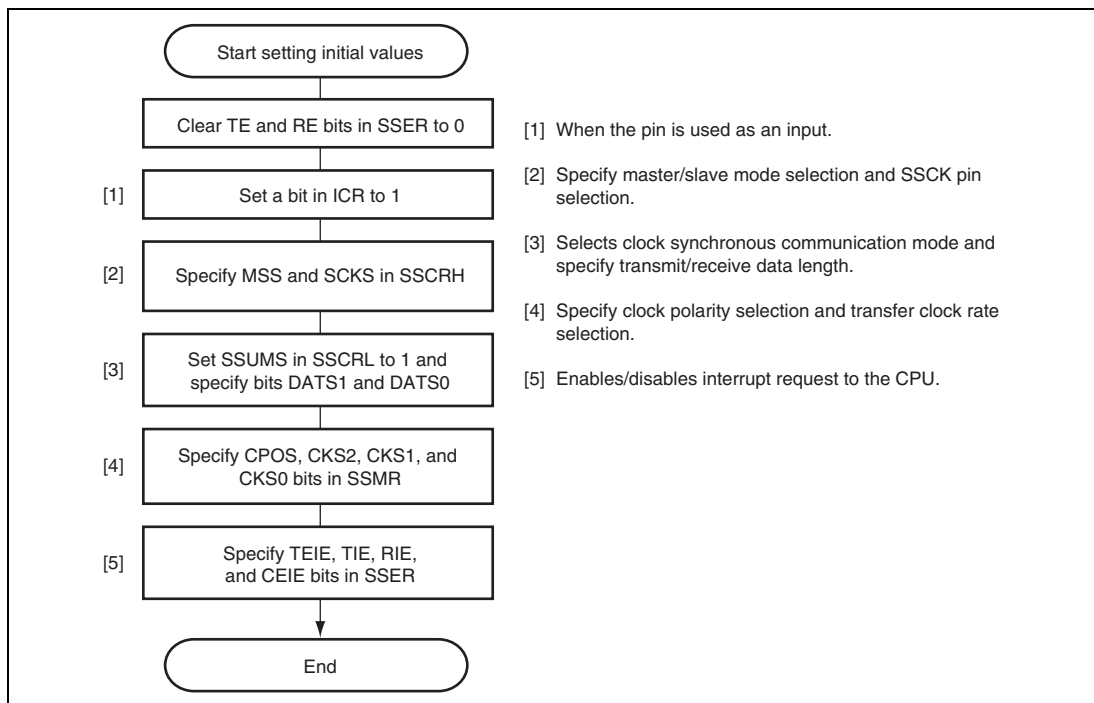 Start setting initial values
Clear TE and RE bits in SSER to 0
[1] Set a bit in ICR to 1
[2] Specify MSS and SCKS in SSCRH
[3] Set SSUMS in SSCRL to 1 and
specify bits DATS1 and DATS0
[4] Specify CPOS, CKS2, CKS1, and
CKS0 bits in SSMR
[5] Specify TEIE, TIE, RIE,
and CEIE bits in SSER
End
[1] When the pin is used as an input.
[2] Specify master/slave mode selection and SSCK pin
selection.
[3] Selects clock synchronous communication mode and
specify transmit/receive data length.
[4] Specify clock polarity selection and transfer clock rate
selection.
[5] Enables/disables interrupt request to the CPU.